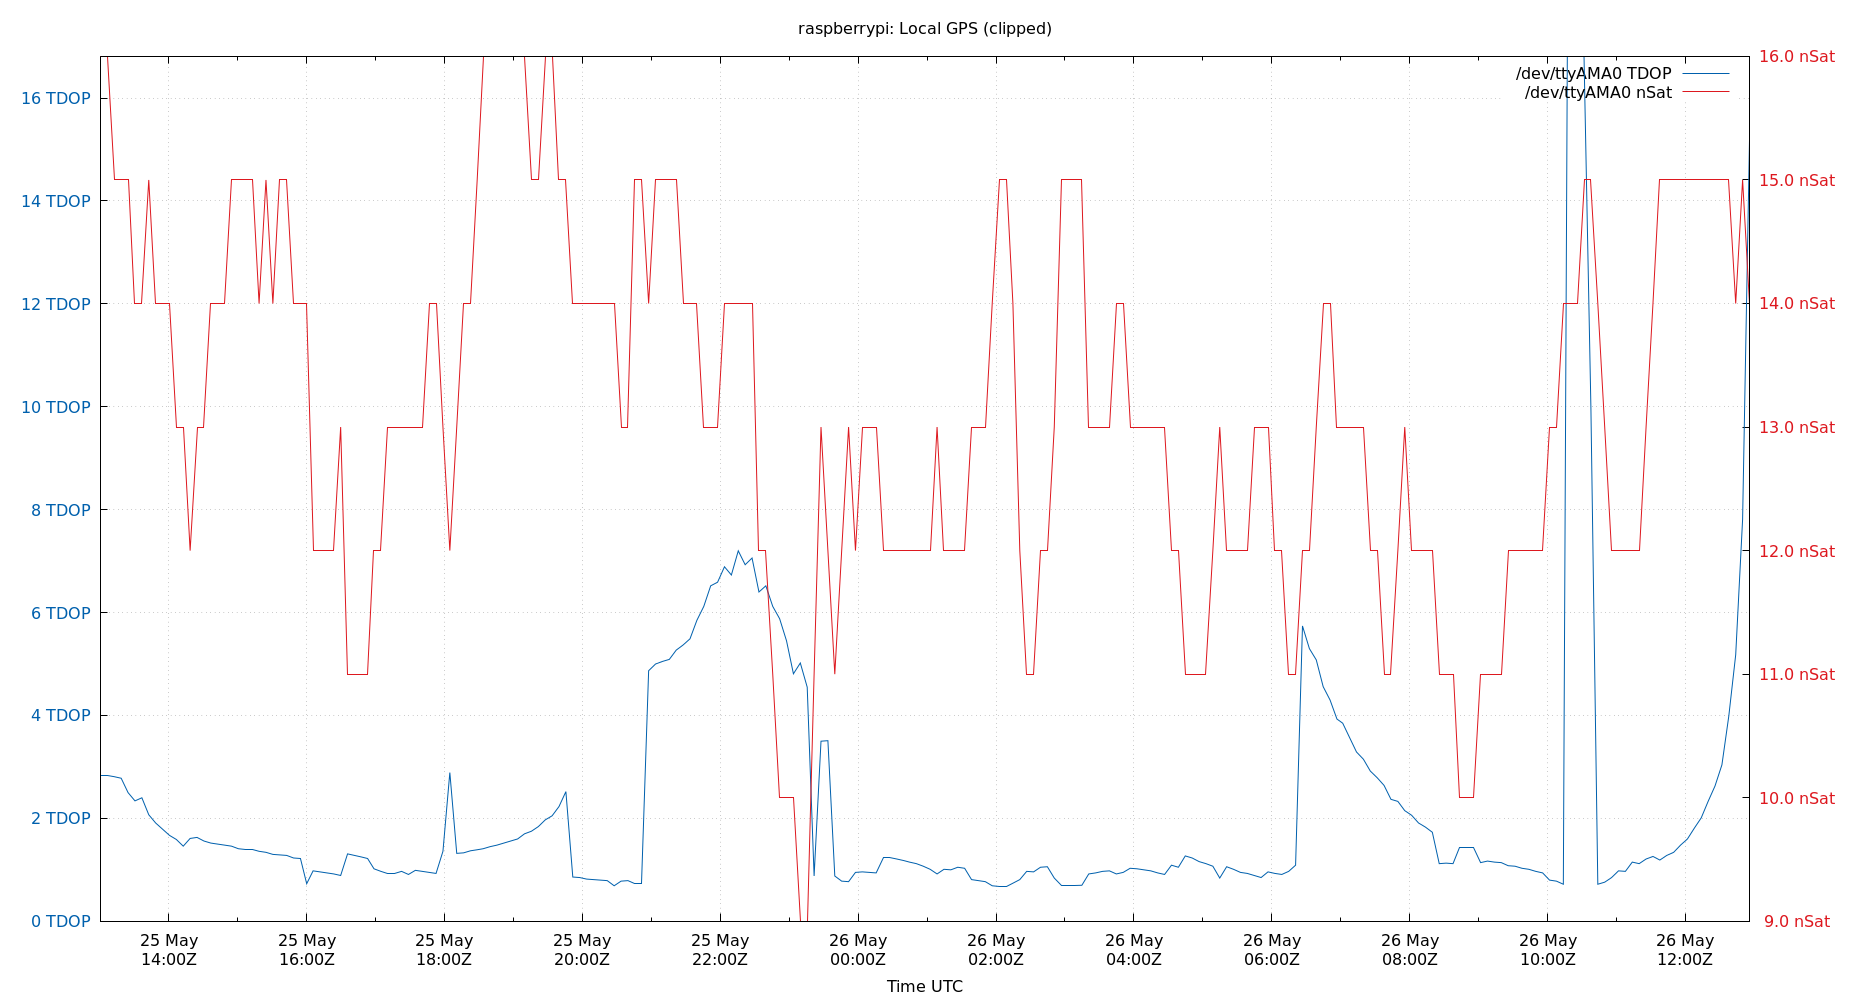 raspberrypi: Local GPS (clipped)
/dev/ttyAMA0 TDOP
/dev/ttyAMA0 nSat
16 TDOP
14 TDOP
12 TDOP
10 TDOP
8 TDOP
6 TDOP
4 TDOP
2 TDOP
0 TDOP
16.0 nSat
15.0 nSat
14.0 nSat
13.0 nSat
12.0 nSat
11.0 nSat
10.0 nSat
9.0 nSat
25 May
14:00Z
25 May
16:00Z
25 May
18:00Z
25 May
20:00Z
25 May
22:00Z
26 May
00:00Z
26 May
02:00Z
26 May
04:00Z
26 May
06:00Z
26 May
08:00Z
26 May
10:00Z
26 May
12:00Z
Time UTC